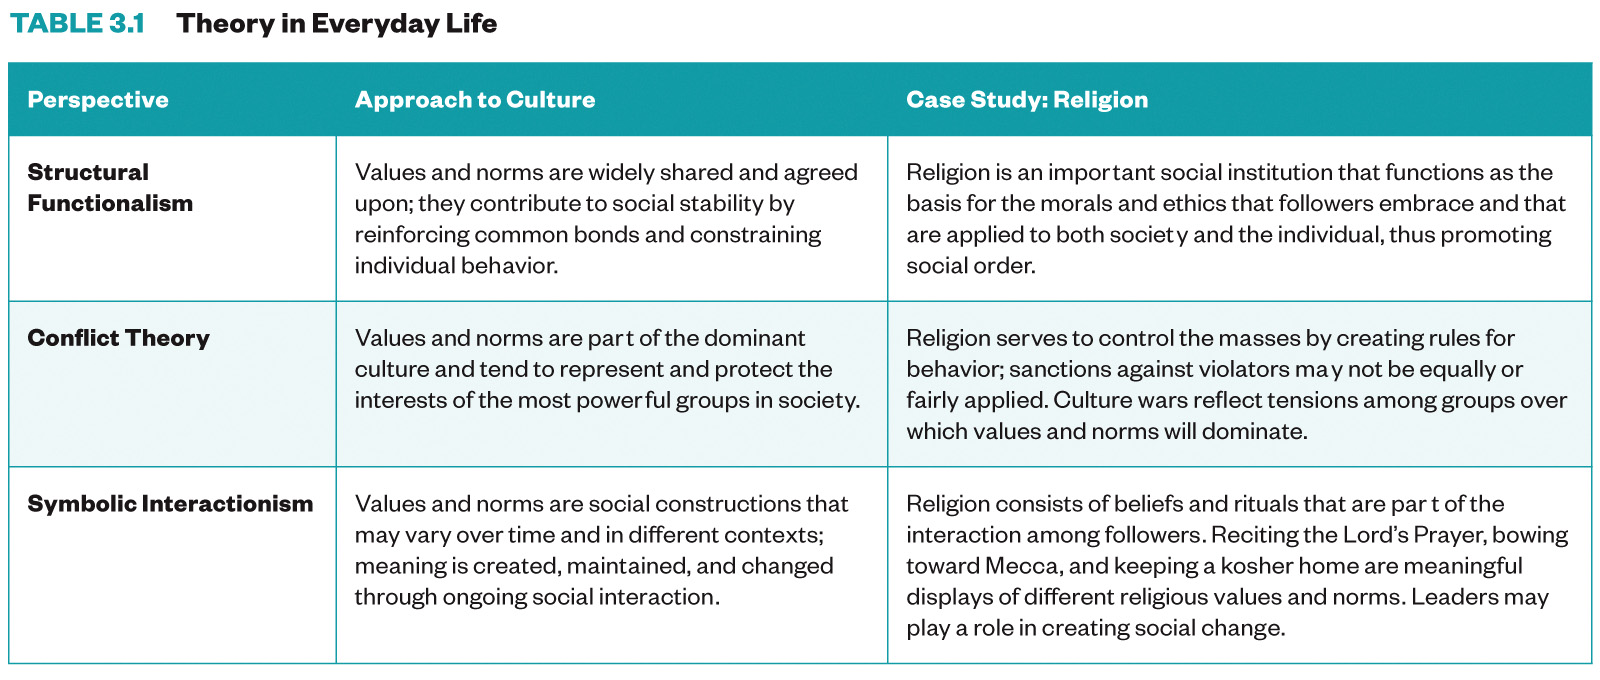 TABLE 3.1 Theory in Everyday Life
Perspective
Approach to Culture
Case Study: Religion
Structural
Functionalism
Values and norms are widely shared and agreed
upon; they contribute to social stability by
reinforcing common bonds and constraining
individual behavior.
Religion is an important social institution that functions as the
basis for the morals and ethics that followers embrace and that
are applied to both society and the individual, thus promoting
social order.
Conflict Theory
Values and norms are part of the dominant
culture and tend to represent and protect the
interests of the most powerful groups in society.
Religion serves to control the masses by creating rules for
behavior; sanctions against violators may not be equally or
fairly applied. Culture wars reflect tensions among groups over
which values and norms will dominate.
Symbolic Interactionism
Values and norms are social constructions that
may vary over time and in different contexts;
meaning is created, maintained, and changed
through ongoing social interaction.
Religion consists of beliefs and rituals that are part of the
interaction among followers. Reciting the Lord's Prayer, bowing
toward Mecca, and keeping a kosher home are meaningful
displays of different religious values and norms. Leaders may
play a role in creating social change.